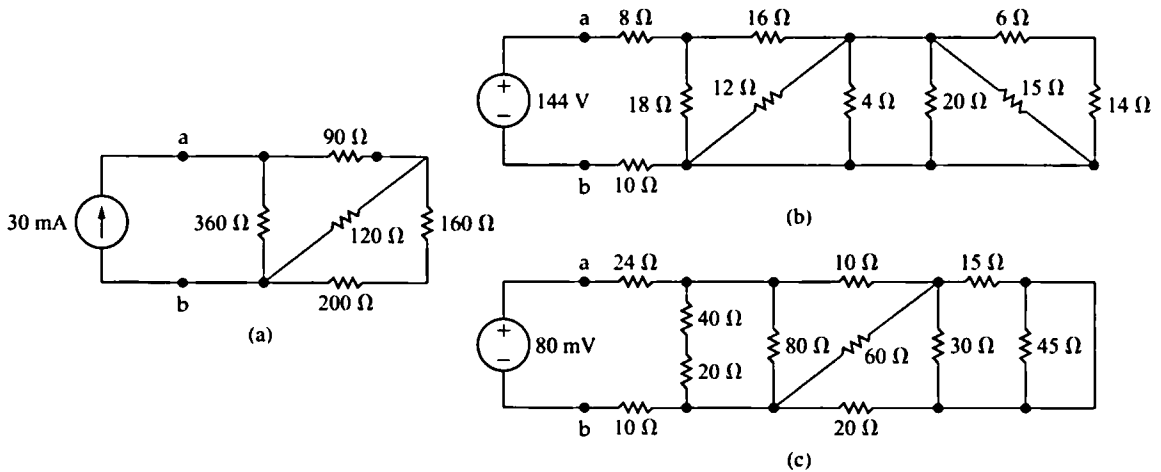 a
8 Ω
16 Ω
6 Ω
144 V
18 Ω
12 Ω
4 Ω
20 Ω
15 Ω
14 Ω
b
10 Ω
(b)
a
90 Ω
30 mA
360 Ω
120 Ω
160 Ω
b
200 Ω
(a)
a
24 Ω
10 Ω
15 Ω
80 mV
40 Ω
20 Ω
80 Ω
60 Ω
30 Ω
45 Ω
b
10 Ω
20 Ω
(c)